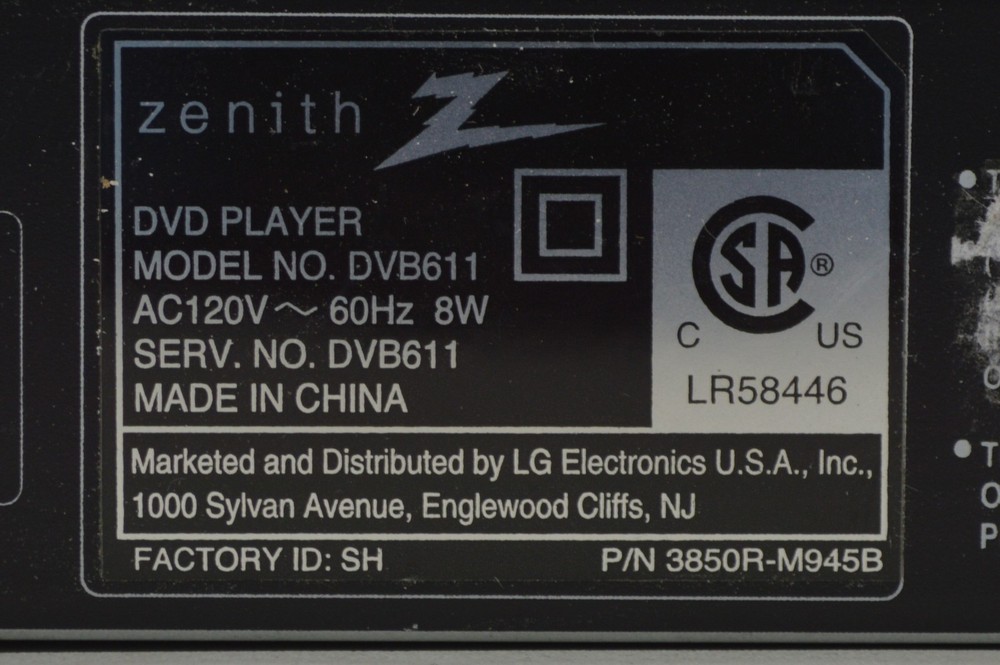 zenith
DVD PLAYER
MODEL NO. DVB611
AC120V～ 60Hz 8W
SERV. NO. DVB611
MADE IN CHINA
SA ®
C US
LR58446
Marketed and Distributed by LG Electronics U.S.A., Inc.,
1000 Sylvan Avenue, Englewood Cliffs, NJ
FACTORY ID: SH
P/N 3850R-M945B